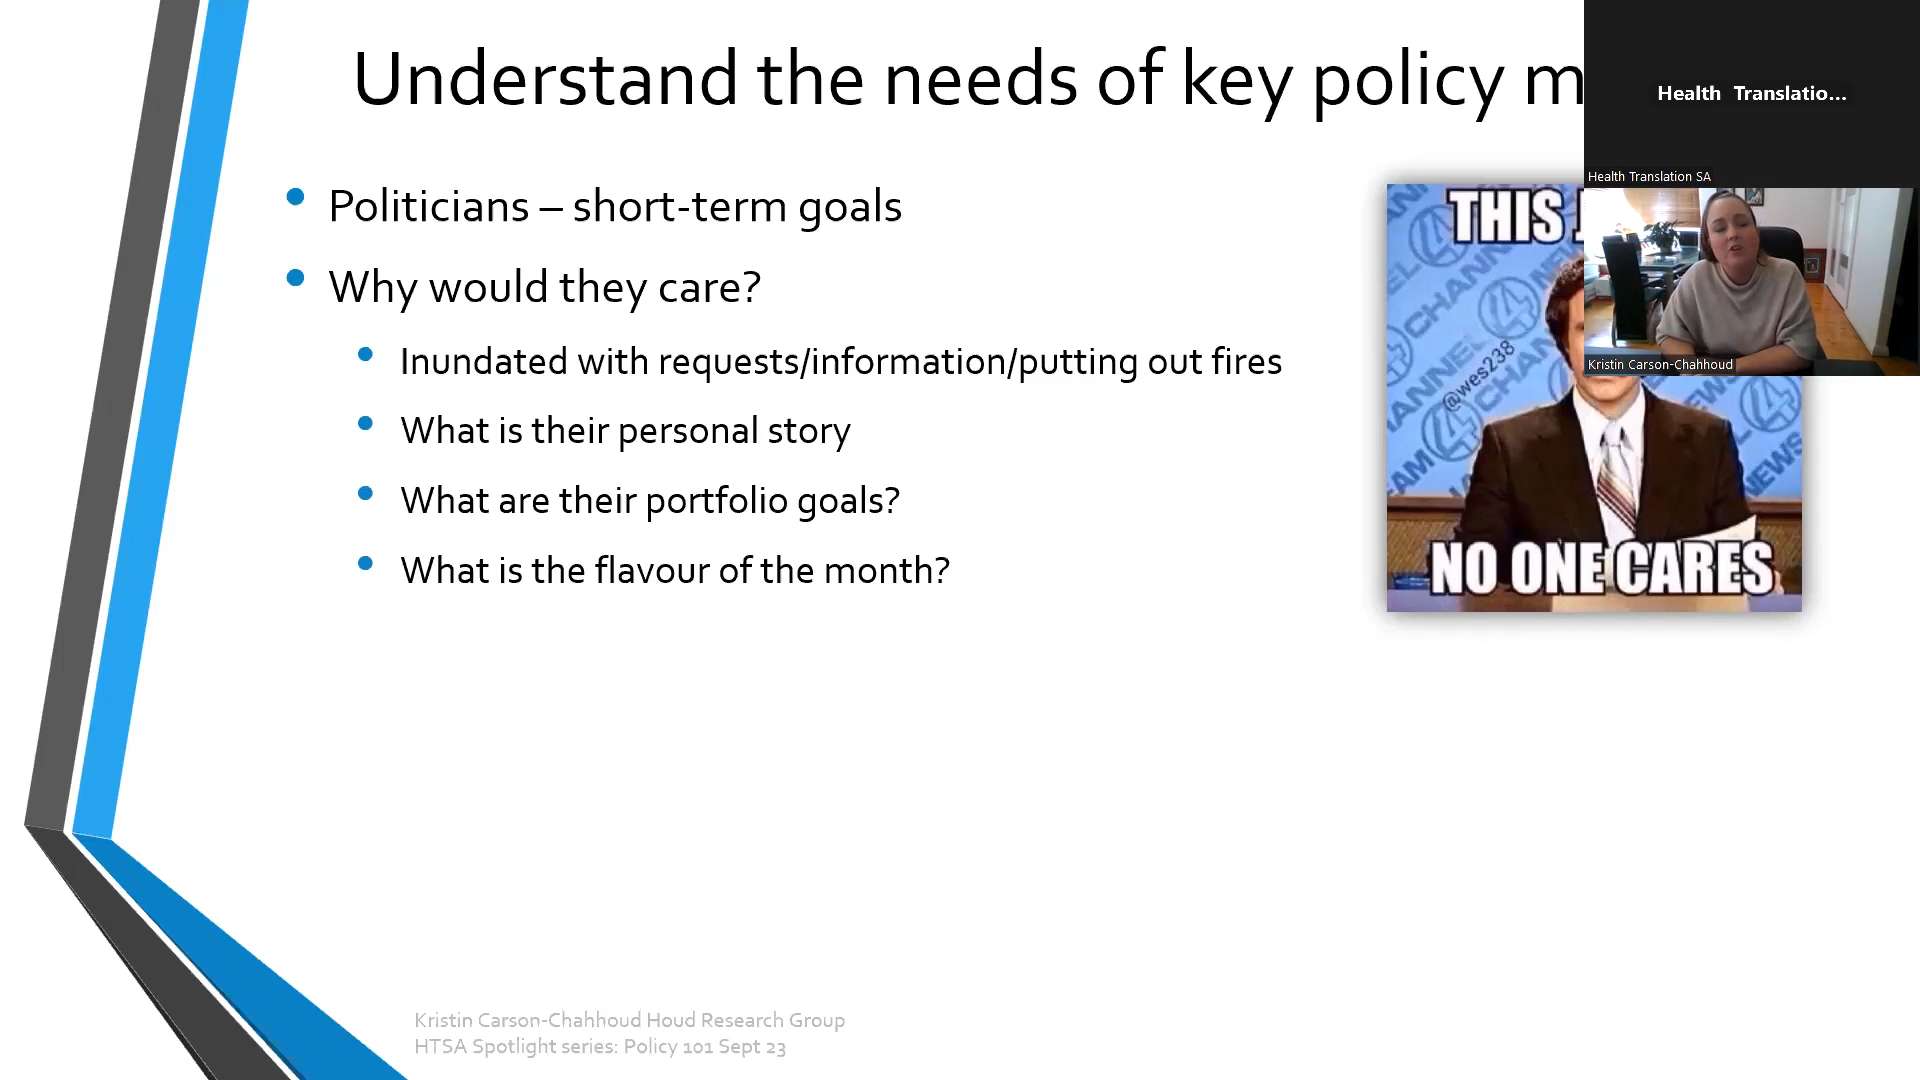 Understand the needs of key policy m
Health Translatio...
Health Translation SA
Kristin Carson-Chahhoud
• Politicians – short-term goals
• Why would they care?
• Inundated with requests/information/putting out fires
• What is their personal story
• What are their portfolio goals?
• What is the flavour of the month?
THIS
@wes238
CHANNEL 4
NEWS
NO ONE CARES
Kristin Carson-Chahhoud Houd Research Group
HTSA Spotlight series: Policy 101 Sept 23